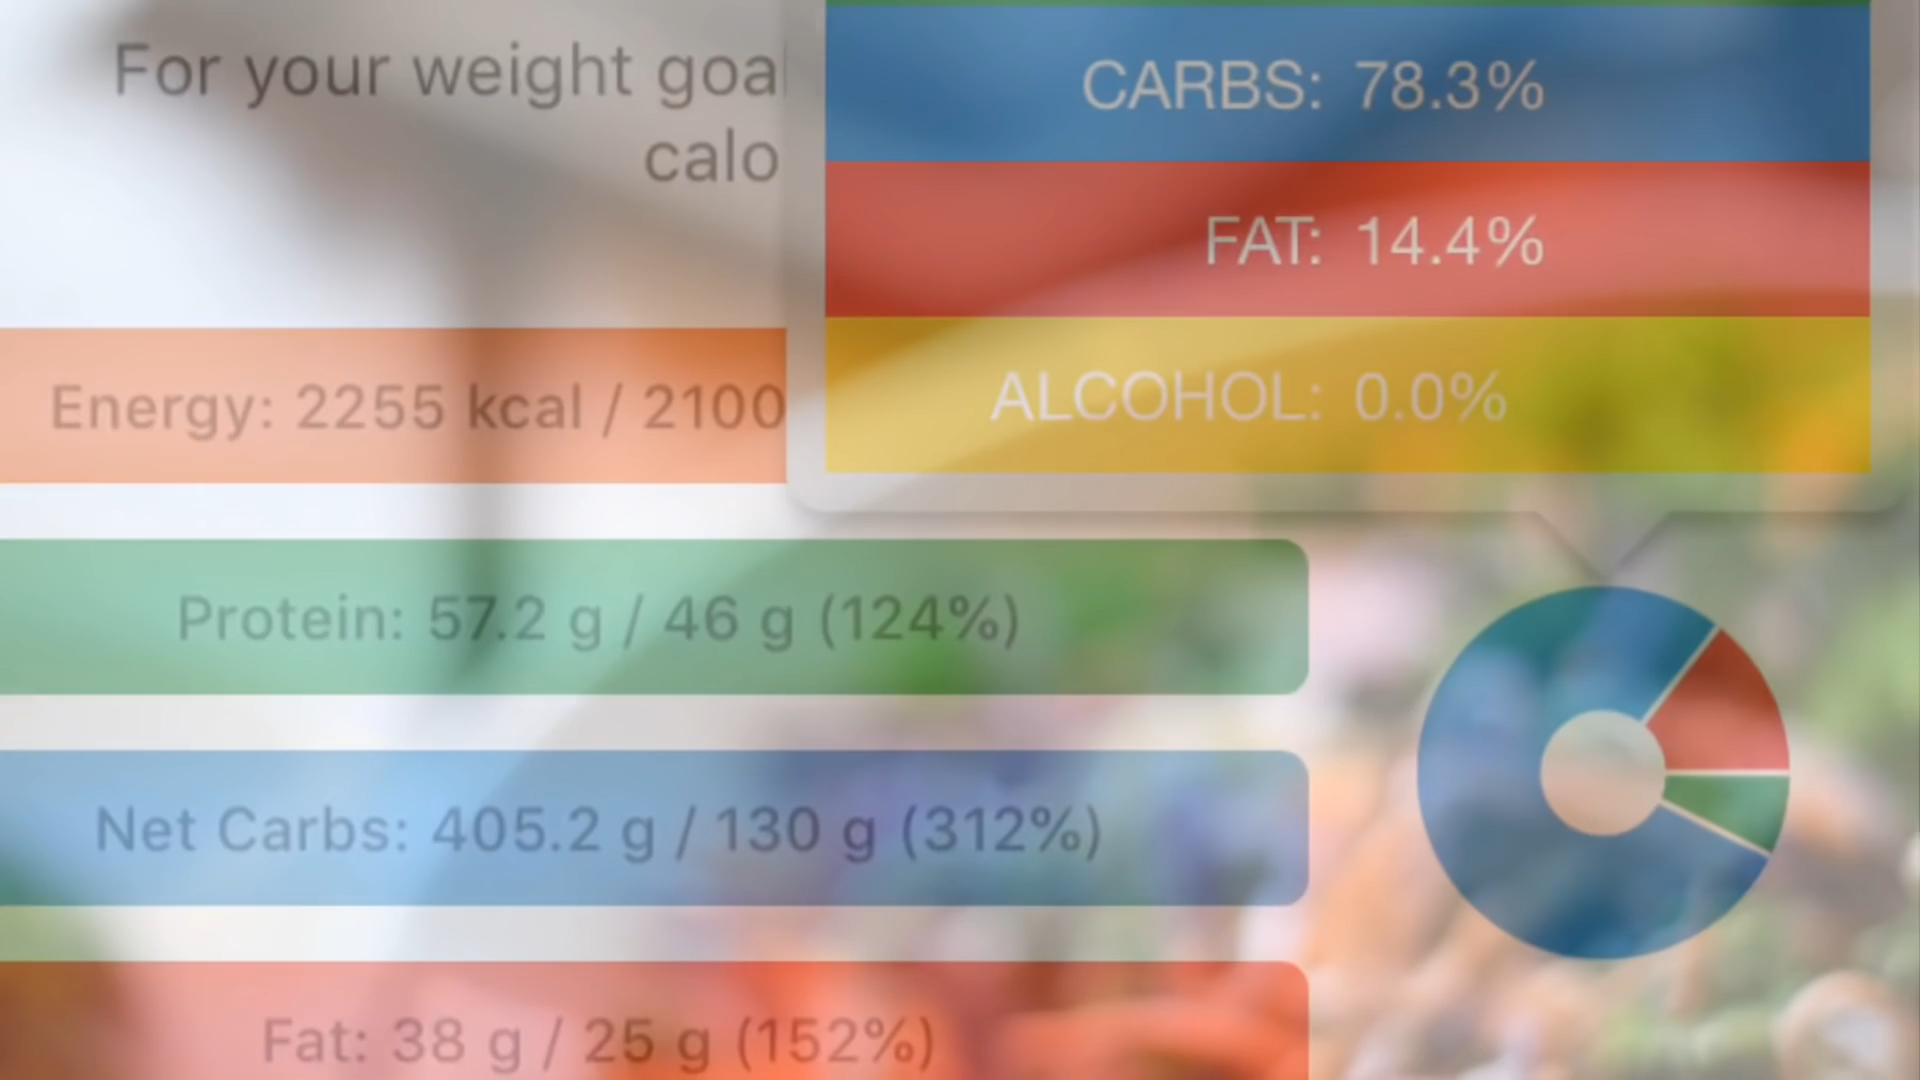 For your weight goal
calo
CARBS: 78.3%
FAT: 14.4%
ALCOHOL: 0.0%
Energy: 2255 kcal / 2100
Protein: 57.2 g / 46 g (124%)
Net Carbs: 405.2 g / 130 g (312%)
Fat: 38 g / 25 g (152%)